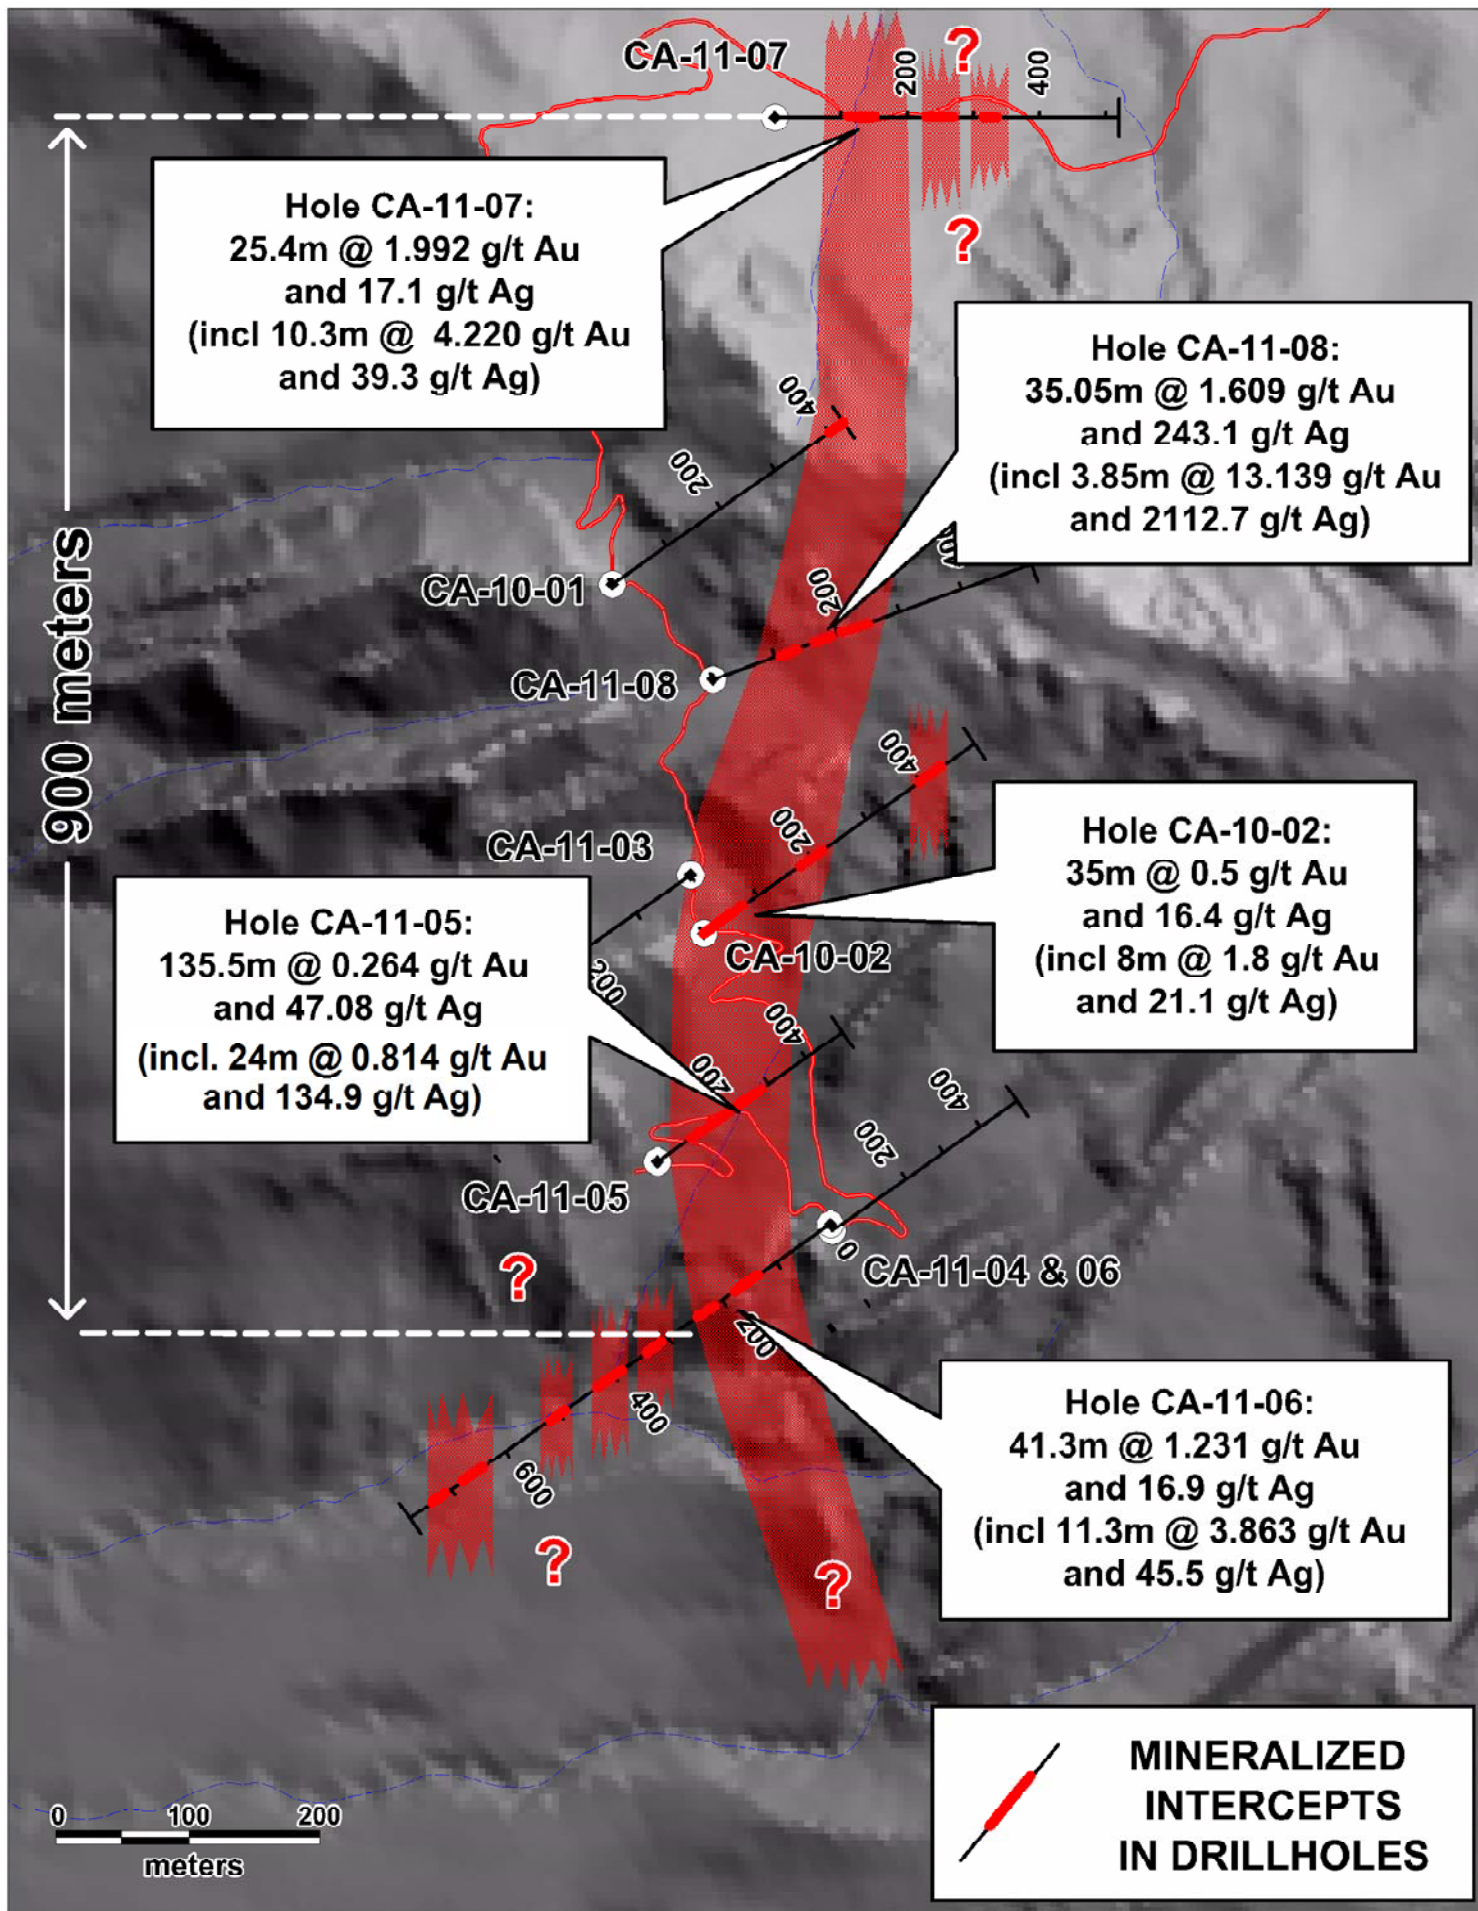 CA-11-07
?
200
400
Hole CA-11-07:
25.4m @ 1.992 g/t Au
and 17.1 g/t Ag
(incl 10.3m @ 4.220 g/t Au
and 39.3 g/t Ag)
?
Hole CA-11-08:
35.05m @ 1.609 g/t Au
and 243.1 g/t Ag
(incl 3.85m @ 13.139 g/t Au
and 2112.7 g/t Ag)
400
200
CA-10-01
200
CA-11-08
900 meters
400
200
CA-11-03
Hole CA-10-02:
35m @ 0.5 g/t Au
and 16.4 g/t Ag
(incl 8m @ 1.8 g/t Au
and 21.1 g/t Ag)
CA-10-02
Hole CA-11-05:
135.5m @ 0.264 g/t Au
and 47.08 g/t Ag
(incl. 24m @ 0.814 g/t Au
and 134.9 g/t Ag)
200
400
200
CA-11-05
400
200
0
CA-11-04 & 06
?
200
400
600
?
?
Hole CA-11-06:
41.3m @ 1.231 g/t Au
and 16.9 g/t Ag
(incl 11.3m @ 3.863 g/t Au
and 45.5 g/t Ag)
0 100 200
meters
MINERALIZED
INTERCEPTS
IN DRILLHOLES